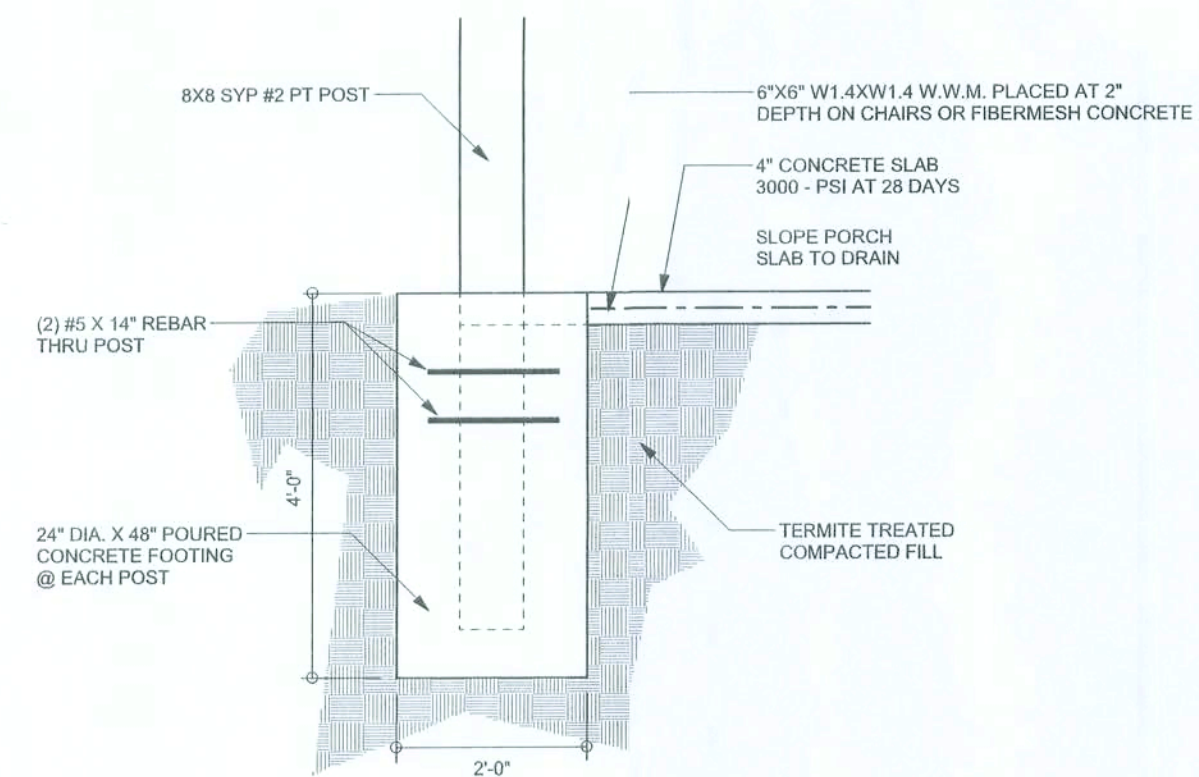 8X8 SYP #2 PT POST
6"X6" W1.4XW1.4 W.W.M. PLACED AT 2"
DEPTH ON CHAIRS OR FIBERMESH CONCRETE
4" CONCRETE SLAB
3000 - PSI AT 28 DAYS
SLOPE PORCH
SLAB TO DRAIN
(2) #5 X 14" REBAR
THRU POST
4'-0"
24" DIA. X 48" POURED
CONCRETE FOOTING
@ EACH POST
TERMITE TREATED
COMPACTED FILL
2'-0"